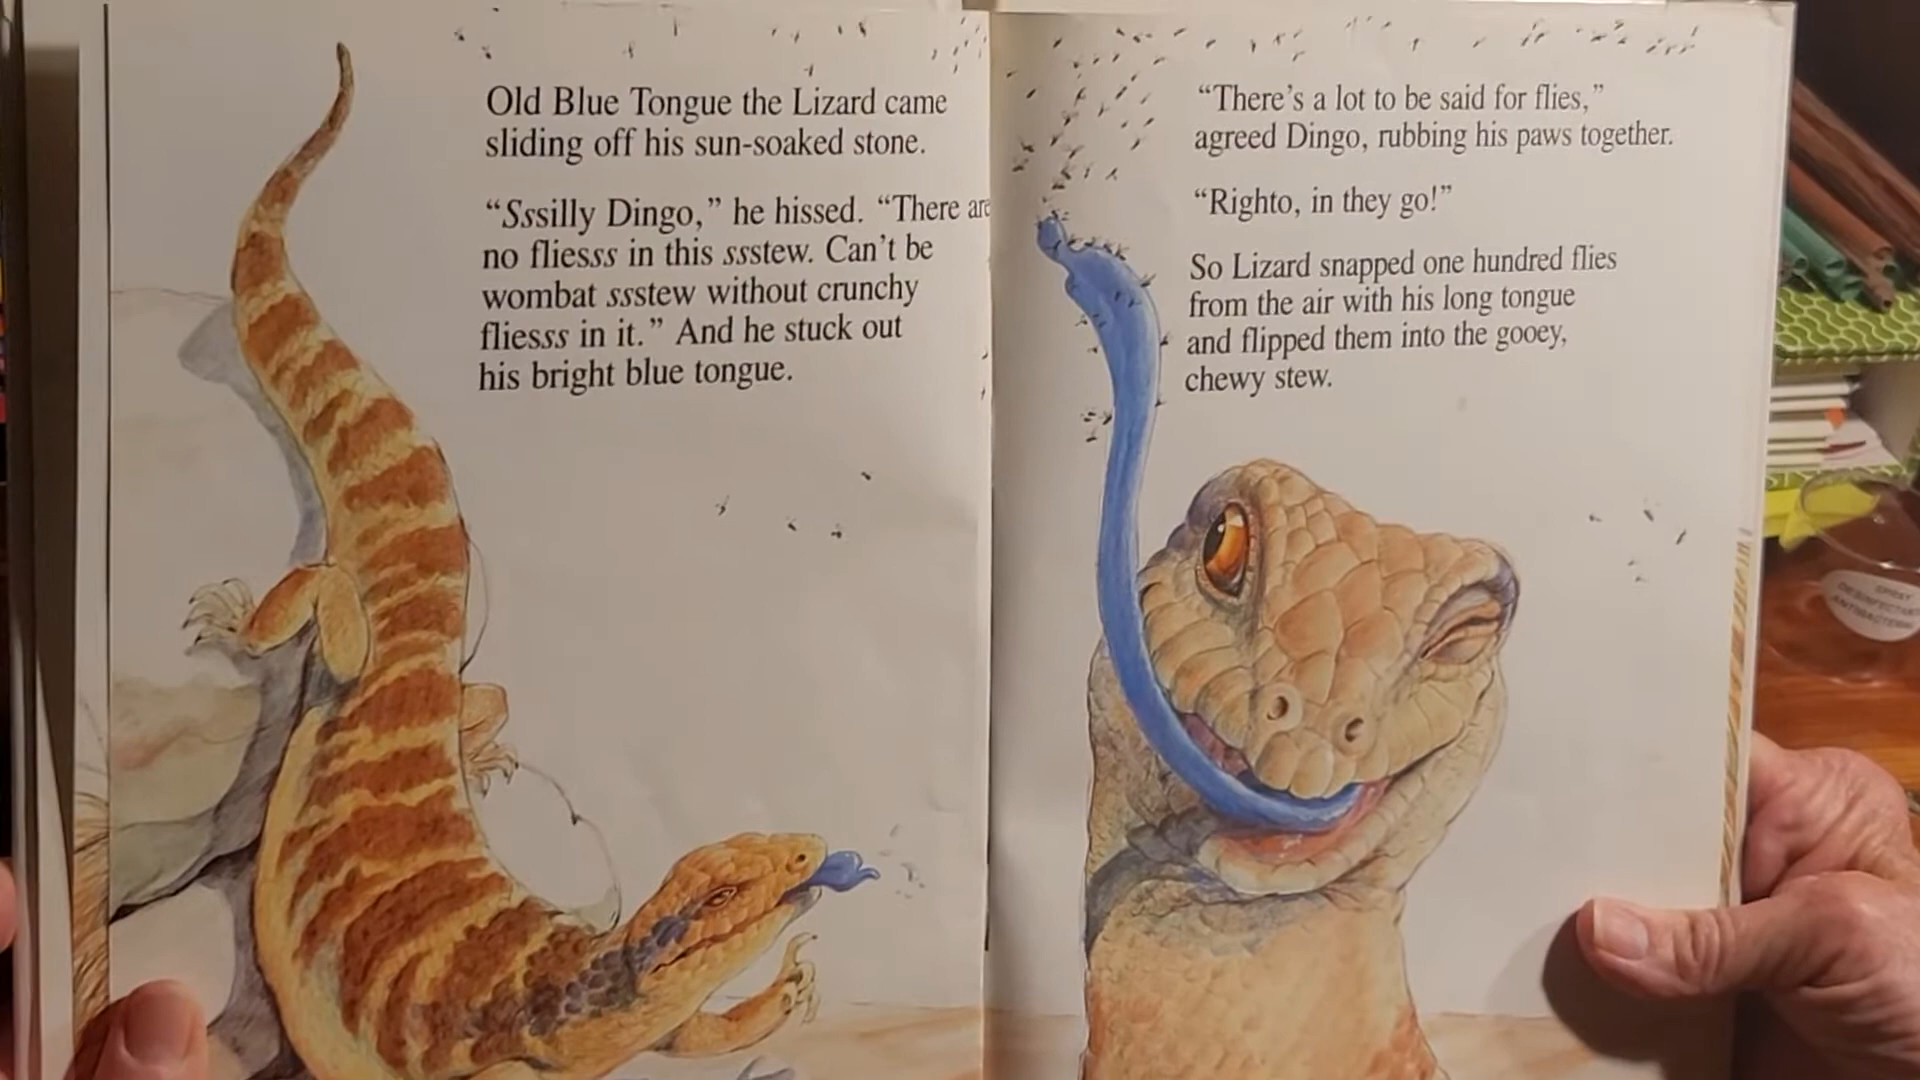 Old Blue Tongue the Lizard came
sliding off his sun-soaked stone.
“Sssilly Dingo,” he hissed. “There are
no fliesss in this ssstew. Can’t be
wombat ssstew without crunchy
fliesss in it.” And he stuck out
his bright blue tongue.
“There’s a lot to be said for flies,”
agreed Dingo, rubbing his paws together.
“Righto, in they go!”
So Lizard snapped one hundred flies
from the air with his long tongue
and flipped them into the gooey,
chewy stew.
SPRAY